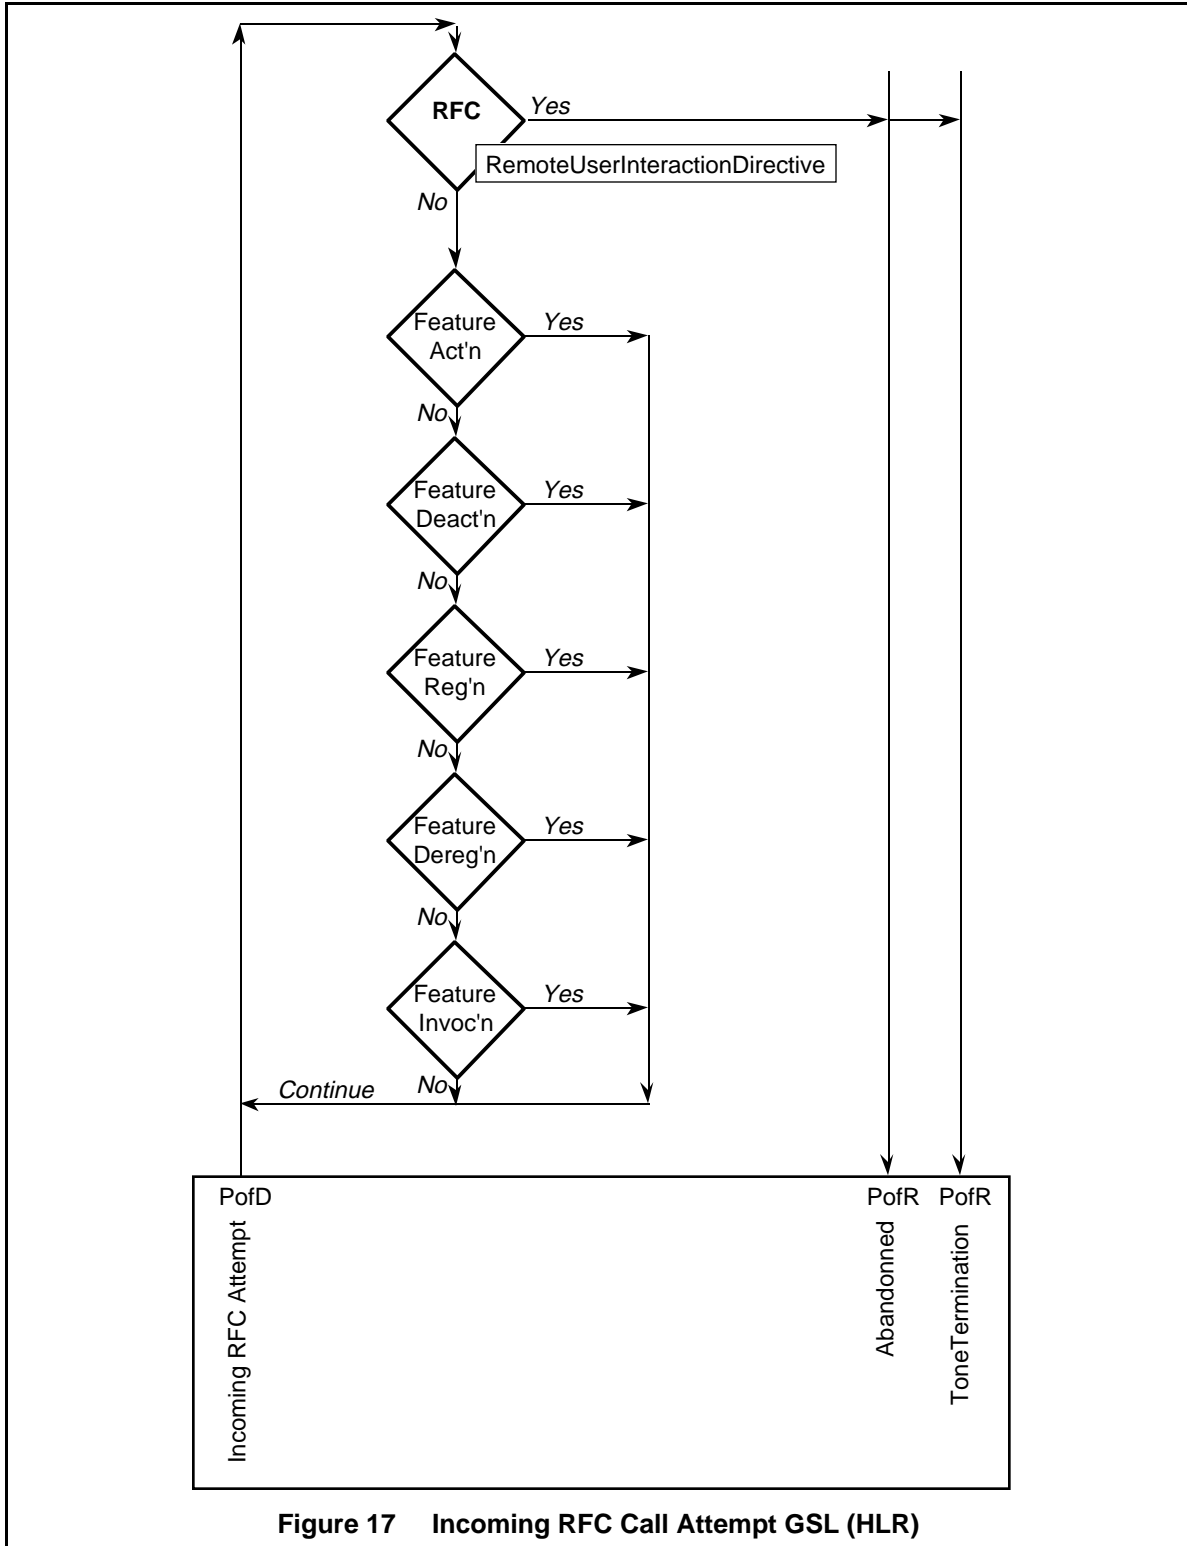 RFC
Yes
RemoteUserInteractionDirective
No
Feature
Act'n
Yes
No
Feature
Deact'n
Yes
No
Feature
Reg'n
Yes
No
Feature
Dereg'n
Yes
No
Feature
Invoc'n
Yes
No
Continue
PofD
PofR
PofR
Incoming RFC Attempt
Abandonned
ToneTermination
Figure 17 Incoming RFC Call Attempt GSL (HLR)